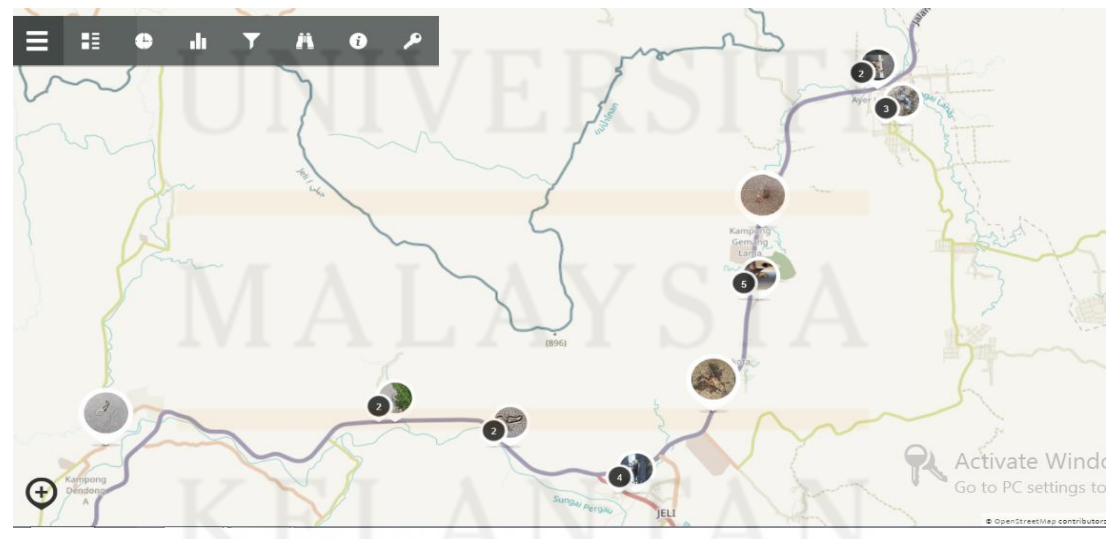 UNIVERSITI
MALAYSIA
KELANTAN
2
3
Jeli / جيلي
Kampong
Gemang
Lama
5
(896)
2
2
4
Kampong
Dendong
A
Sungai Pergau
JELI
Activate Windo
Go to PC settings to
© OpenStreetMap contributors